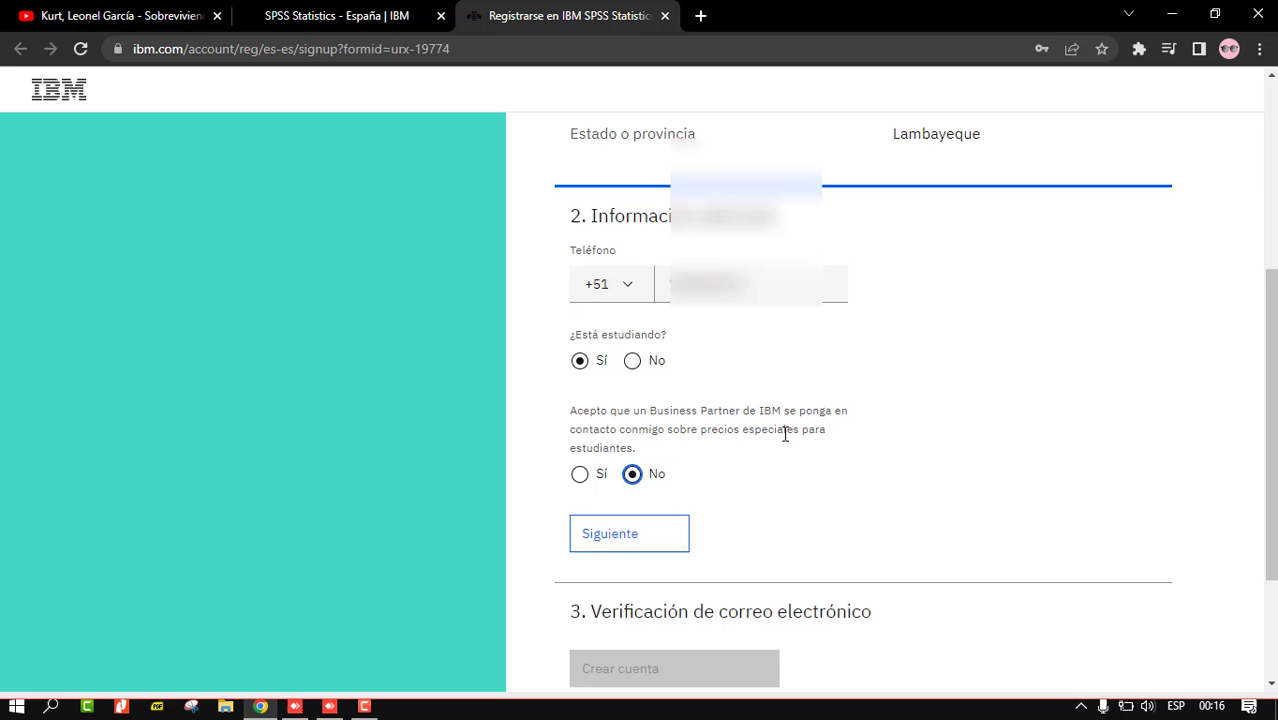 Kurt, Leonel García - Sobrevivien
SPSS Statistics - España | IBM
Registrarse en IBM SPSS Statistics
ibm.com/account/reg/es-es/signup?formid=urx-19774
IBM
Estado o provincia
Lambayeque
2. Informaci
Teléfono
+51
¿Está estudiando?
Sí
No
Acepto que un Business Partner de IBM se ponga en
contacto conmigo sobre precios especiales para
estudiantes.
Sí
No
Siguiente
3. Verificación de correo electrónico
Crear cuenta
ESP
00:16